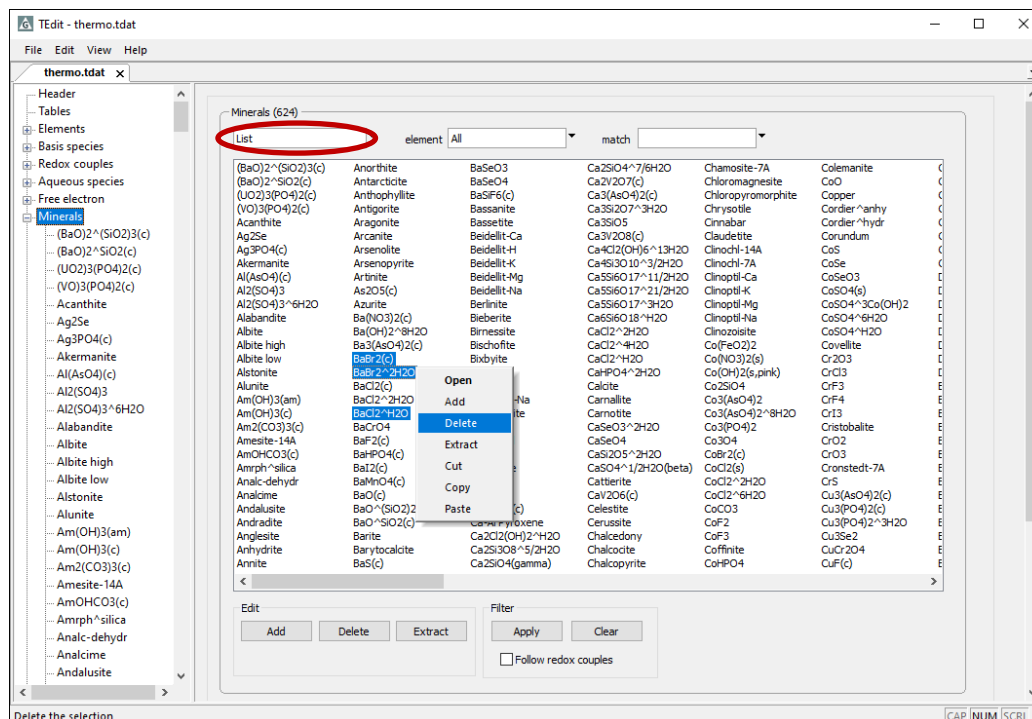 TEdit - thermo.tdat
File Edit View Help
thermo.tdat x
Header
Tables
Elements
Basis species
Redox couples
Aqueous species
Free electron
Minerals
(BaO)2^(SiO2)3(c)
(BaO)2^SiO2(c)
(UO2)3(PO4)2(c)
(VO)3(PO4)2(c)
Acanthite
Ag2Se
Ag3PO4(c)
Akermanite
Al(AsO4)(c)
Al2(SO4)3
Al2(SO4)3^6H2O
Alabandite
Albite
Albite high
Albite low
Alstonite
Alunite
Am(OH)3(am)
Am(OH)3(c)
Am2(CO3)3(c)
Amesite-14A
AmOHCO3(c)
Amrph^silica
Analc-dehydr
Analcime
Andalusite
Minerals (624)
List element All match
(BaO)2^(SiO2)3(c) Anorthite BaSeO3 Ca2SiO4^7/6H2O Chamosite-7A Colemanite
(BaO)2^SiO2(c) Antarcticite BaSeO4 Ca2V2O7(c) Chloromagnesite CoO
(UO2)3(PO4)2(c) Anthophyllite BaSiF6(c) Ca3(AsO4)2(c) Chloropyromorphite Copper
(VO)3(PO4)2(c) Antigorite Bassanite Ca3Si2O7^3H2O Chrysotile Cordier^anhy
Acanthite Aragonite Bassetite Ca3SiO5 Cinnabar Cordier^hydr
Ag2Se Arcanite Beidellit-Ca Ca3V2O8(c) Claudetite Corundum
Ag3PO4(c) Arsenolite Beidellit-H Ca4Cl2(OH)6^13H2O Clinochl-14A CoS
Akermanite Arsenopyrite Beidellit-K Ca4Si3O10^3/2H2O Clinochl-7A CoSe
Al(AsO4)(c) Artinite Beidellit-Mg Ca5Si6O17^11/2H2O Clinoptil-Ca CoSeO3
Al2(SO4)3 As2O5(c) Beidellit-Na Ca5Si6O17^21/2H2O Clinoptil-K CoSO4(s)
Al2(SO4)3^6H2O Azurite Berlinite Ca5Si6O17^3H2O Clinoptil-Mg CoSO4^3Co(OH)2
Alabandite Ba(NO3)2(c) Bieberite Ca6Si6O18^H2O Clinoptil-Na CoSO4^6H2O
Albite Ba(OH)2^8H2O Birnessite CaCl2^2H2O Clinozoisite CoSO4^H2O
Albite high Ba3(AsO4)2(c) Bischofite CaCl2^4H2O Co(FeO2)2 Covellite
Albite low BaBr2(c) Bixbyite CaCl2^H2O Co(NO3)2(s) Cr2O3
Alstonite BaBr2^2H2O CaHPO4^2H2O Co(OH)2(s,pink) CrCl3
Alunite BaCl2(c) Calcite Co2SiO4 CrF3
Am(OH)3(am) BaCl2^2H2O -Na Carnallite Co3(AsO4)2 CrF4
Am(OH)3(c) BaCl2^H2O ite Carnotite Co3(AsO4)2^8H2O CrI3
Am2(CO3)3(c) BaCrO4 CaSeO3^2H2O Co3(PO4)2 Cristobalite
Amesite-14A BaF2(c) CaSeO4 Co3O4 CrO2
AmOHCO3(c) BaHPO4(c) CaSi2O5^2H2O CoBr2(c) CrO3
Amrph^silica BaI2(c) CaSO4^1/2H2O(beta) CoCl2(s) Cronstedt-7A
Analc-dehydr BaMnO4(c) Cattierite CoCl2^2H2O CrS
Analcime BaO(c) CaV2O6(c) CoCl2^6H2O Cu3(AsO4)2(c)
Andalusite BaO^(SiO2)2 (c) Celestite CoCO3 Cu3(PO4)2(c)
Andradite BaO^SiO2(c) Ca-Al Pyroxene Cerussite CoF2 Cu3(PO4)2^3H2O
Anglesite Barite Ca2Cl2(OH)2^H2O Chalcedony CoF3 Cu3Se2
Anhydrite Barytocalcite Ca2Si3O8^5/2H2O Chalcocite Coffinite CuCr2O4
Annite BaS(c) Ca2SiO4(gamma) Chalcopyrite CoHPO4 CuF(c)
Open
Add
Delete
Extract
Cut
Copy
Paste
Edit
Add Delete Extract
Filter
Apply Clear
Follow redox couples
Delete the selection
CAP NUM SCRL